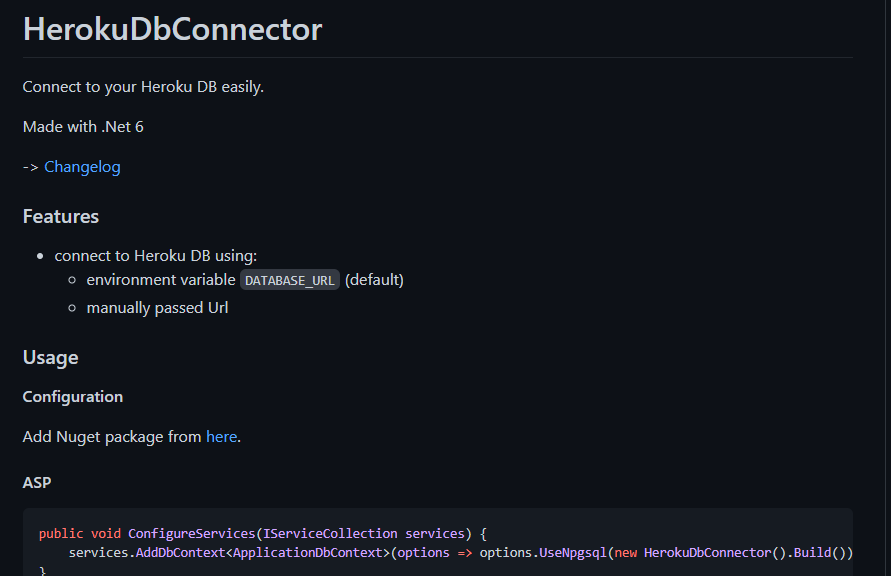 HerokuDbConnector
Connect to your Heroku DB easily.
Made with .Net 6
-> Changelog
Features
connect to Heroku DB using:
environment variable DATABASE_URL (default)
manually passed Url
Usage
Configuration
Add Nuget package from here.
ASP
public void ConfigureServices(IServiceCollection services) {
    services.AddDbContext<ApplicationDbContext>(options => options.UseNpgsql(new HerokuDbConnector().Build())
}